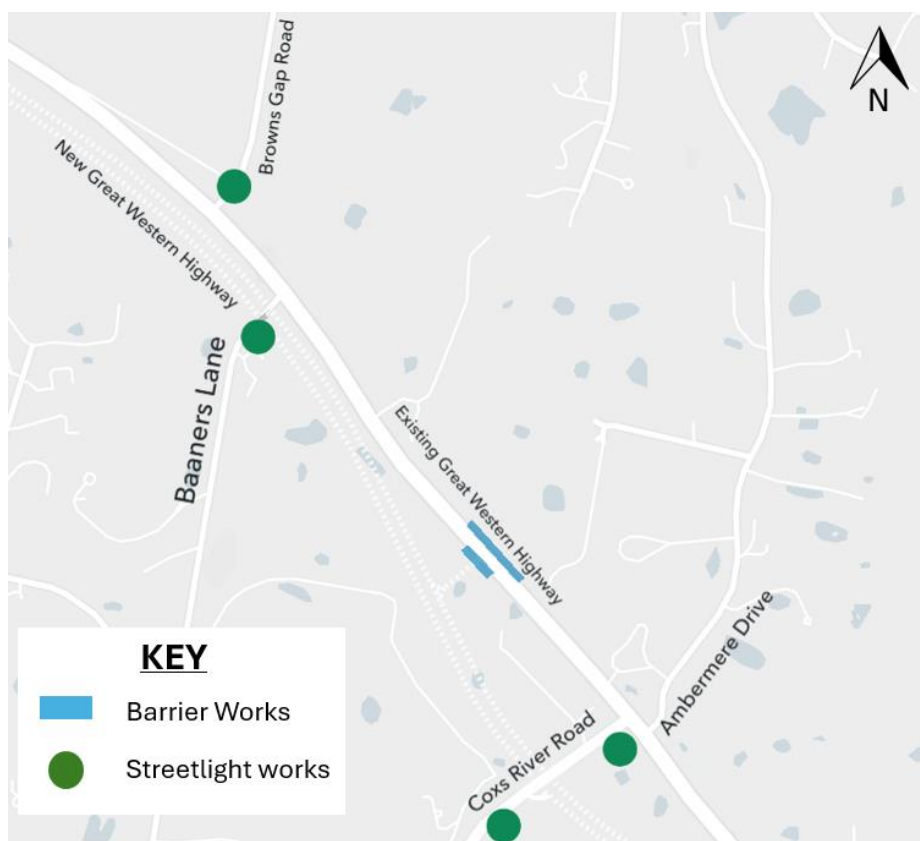 Browns Gap Road
N
New Great Western Highway
Baaners Lane
Existing Great Western Highway
Ambermere Drive
Coxs River Road
KEY
Barrier Works
Streetlight works